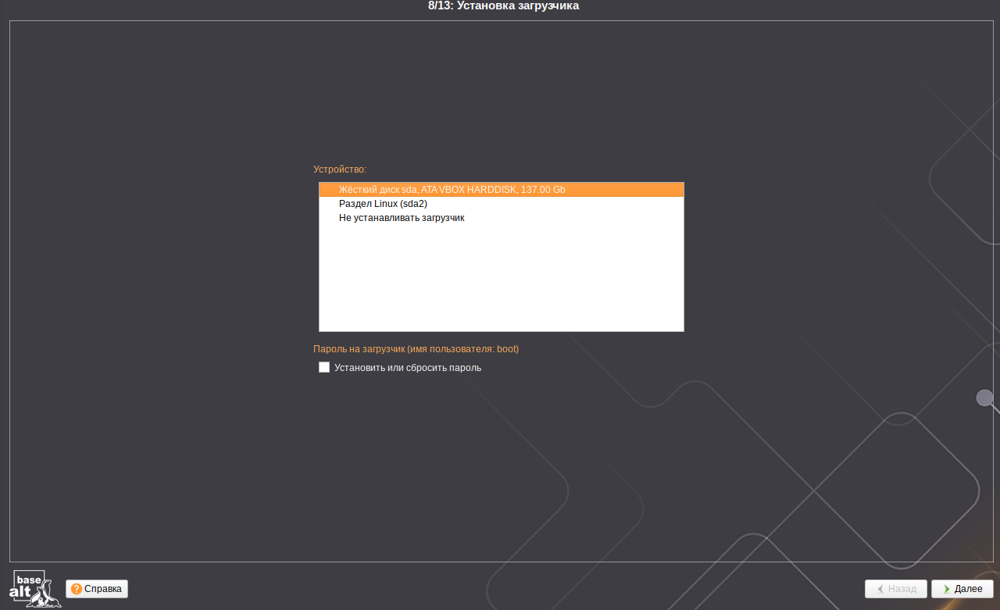 8/13: Установка загрузчика
Устройство:
Жёсткий диск sda, ATA VBOX HARDDISK, 137.00 Gb
Раздел Linux (sda2)
Не устанавливать загрузчик
Пароль на загрузчик (имя пользователя: boot)
Установить или сбросить пароль
base
alt
? Справка
Назад
Далее